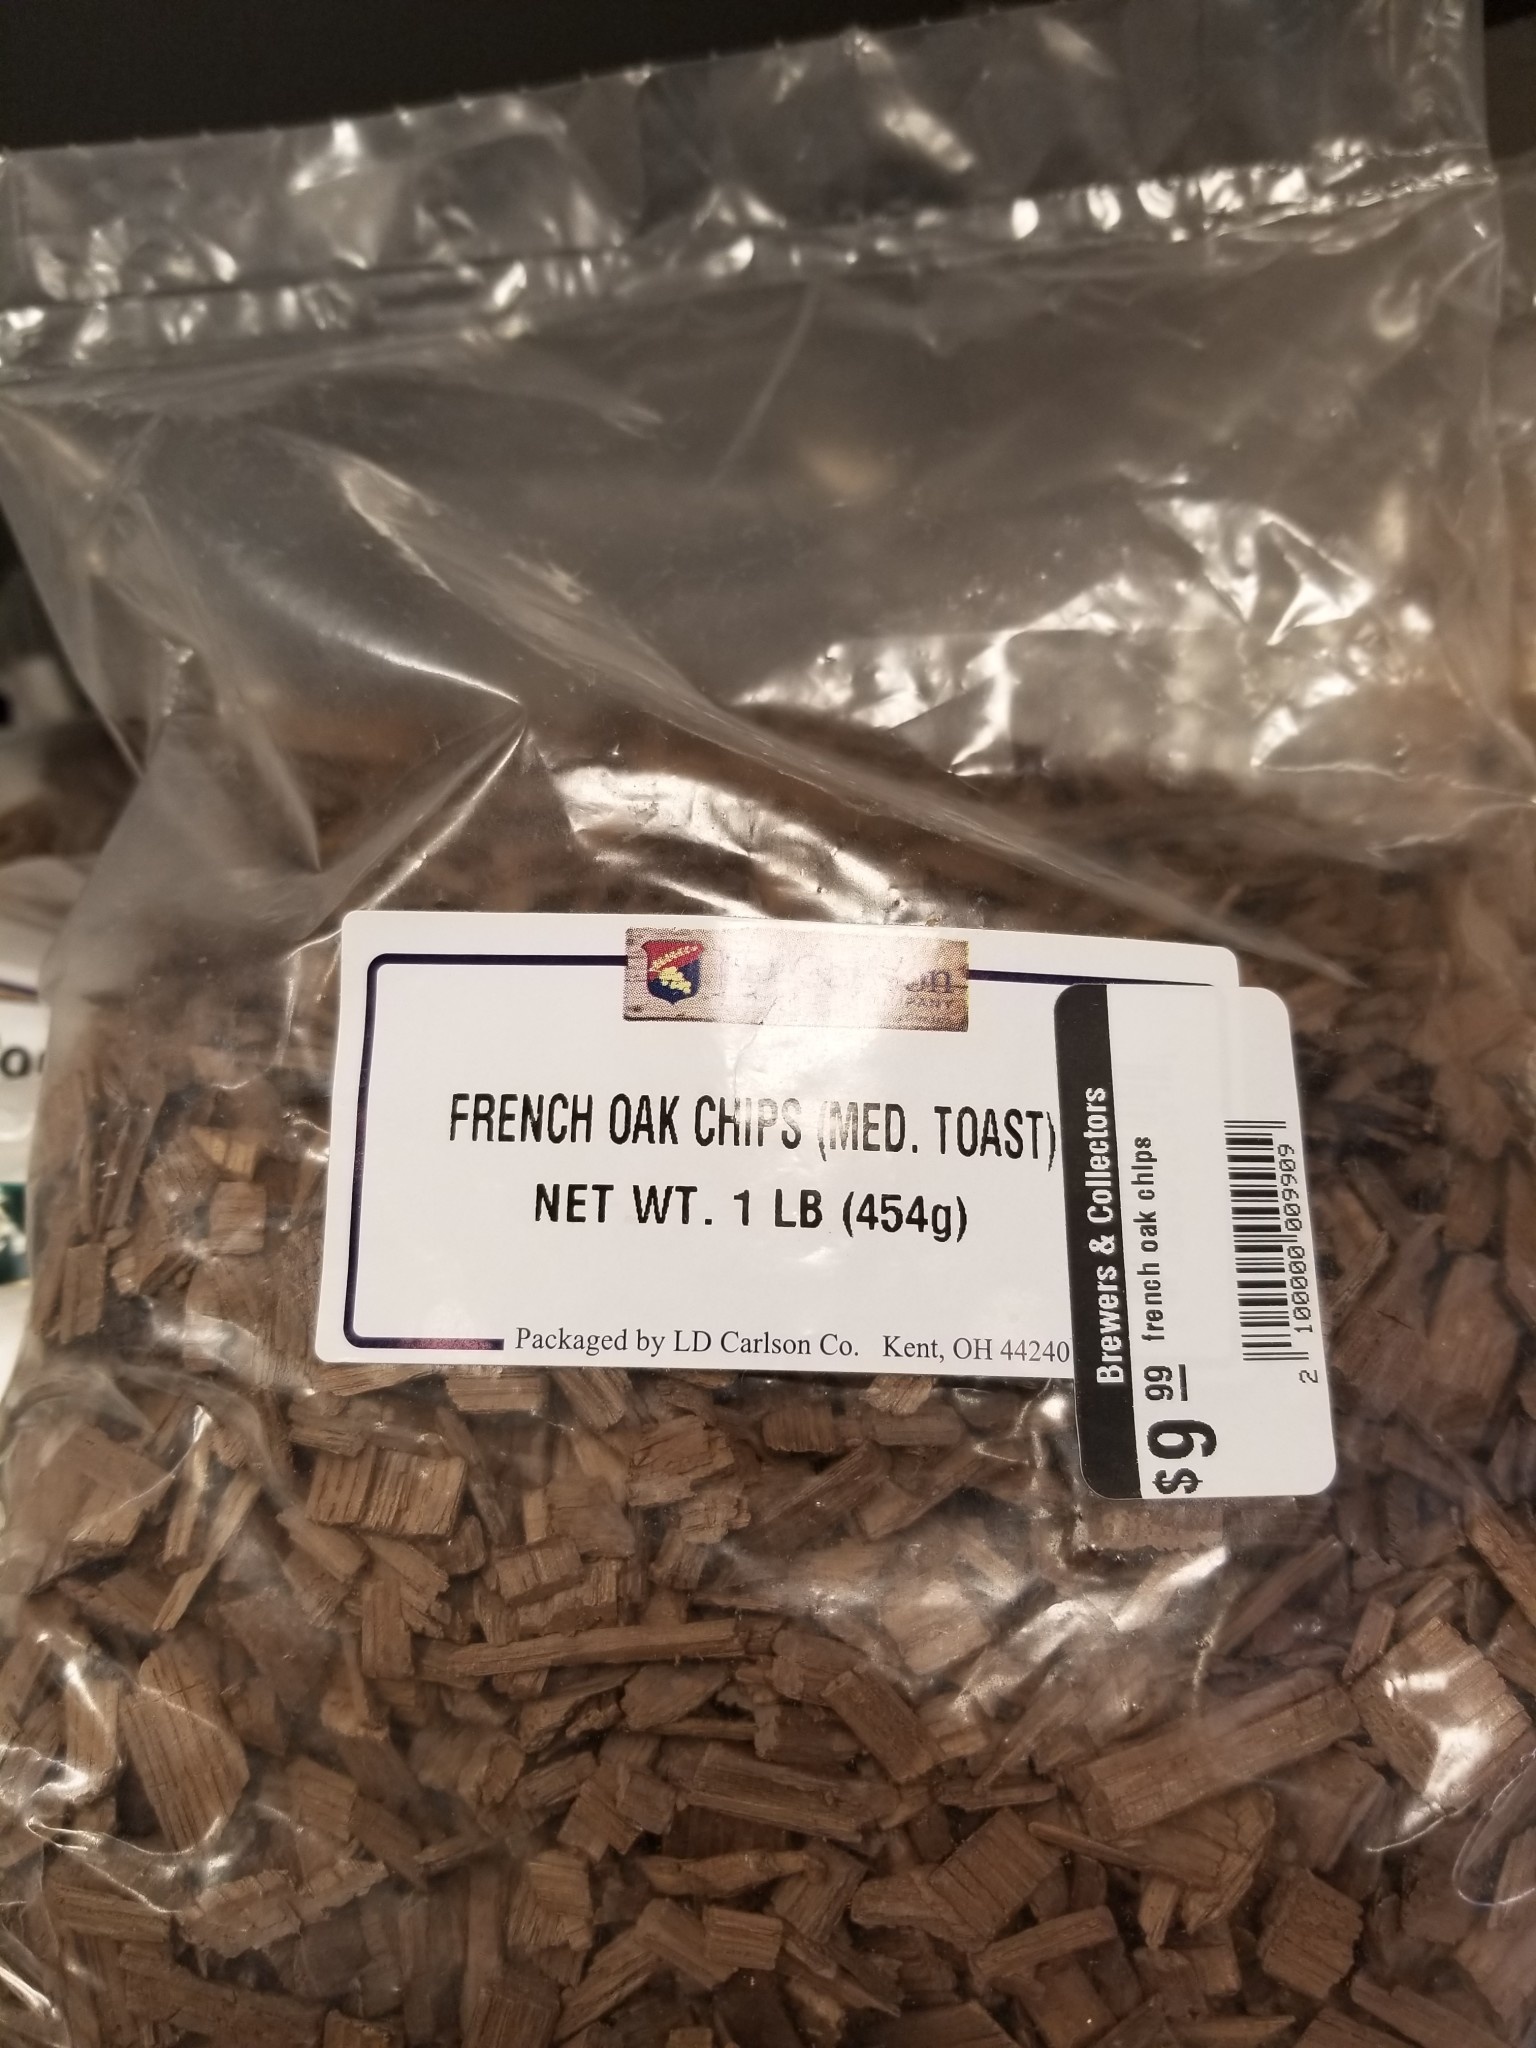 FRENCH OAK CHIPS (MED. TOAST)
NET WT. 1 LB (454g)
Packaged by LD Carlson Co. Kent, OH 44240
Brewers & Collectors
french oak chips
$9 99
2 100000 009909